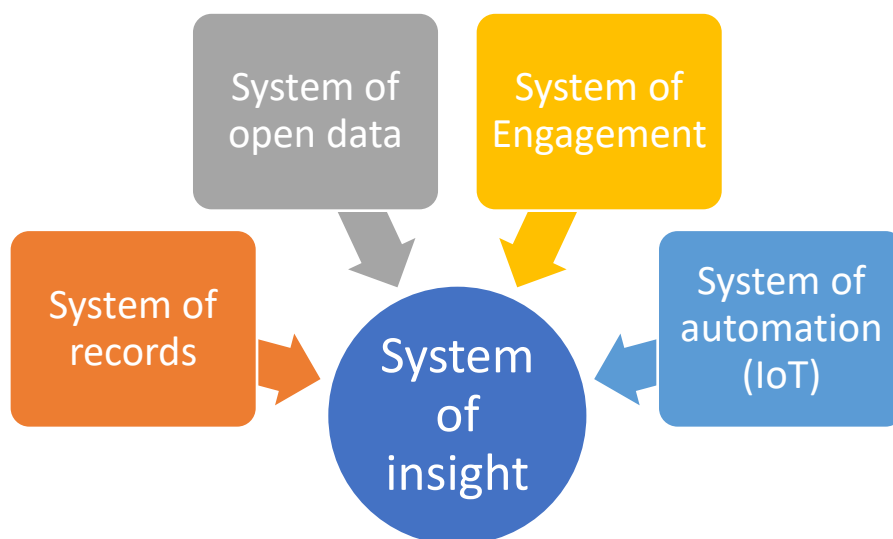 System of
open data
System of
Engagement
System of
records
System of
automation
(IoT)
System
of
insight